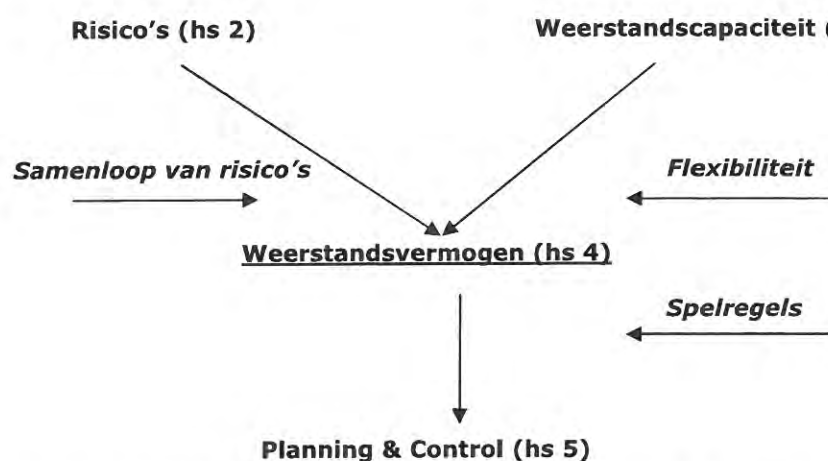 Risico's (hs 2)
Weerstandscapaciteit (
Samenloop van risico's
Flexibiliteit
Weerstandsvermogen (hs 4)
Spelregels
Planning & Control (hs 5)